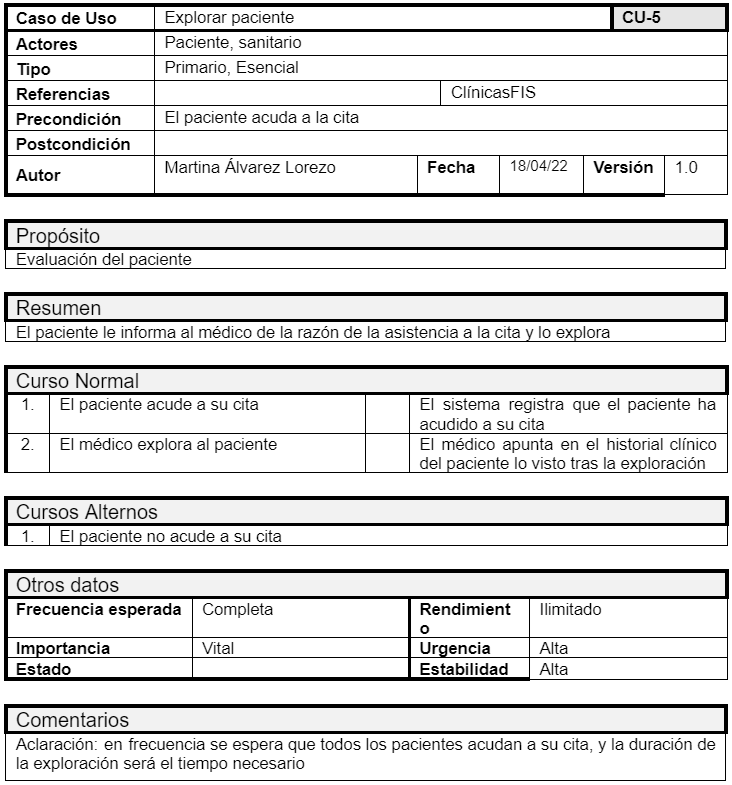 Caso de Uso Explorar paciente CU-5
Actores Paciente, sanitario
Tipo Primario, Esencial
Referencias ClínicasFIS
Precondición El paciente acuda a la cita
Postcondición
Autor Martina Álvarez Lorezo Fecha 18/04/22 Versión 1.0
Propósito
Evaluación del paciente
Resumen
El paciente le informa al médico de la razón de la asistencia a la cita y lo explora
Curso Normal
1. El paciente acude a su cita El sistema registra que el paciente ha
acudido a su cita
2. El médico explora al paciente El médico apunta en el historial clínico
del paciente lo visto tras la exploración
Cursos Alternos
1. El paciente no acude a su cita
Otros datos
Frecuencia esperada Completa Rendimient Ilimitado
o
Importancia Vital Urgencia Alta
Estado Estabilidad Alta
Comentarios
Aclaración: en frecuencia se espera que todos los pacientes acudan a su cita, y la duración de
la exploración será el tiempo necesario